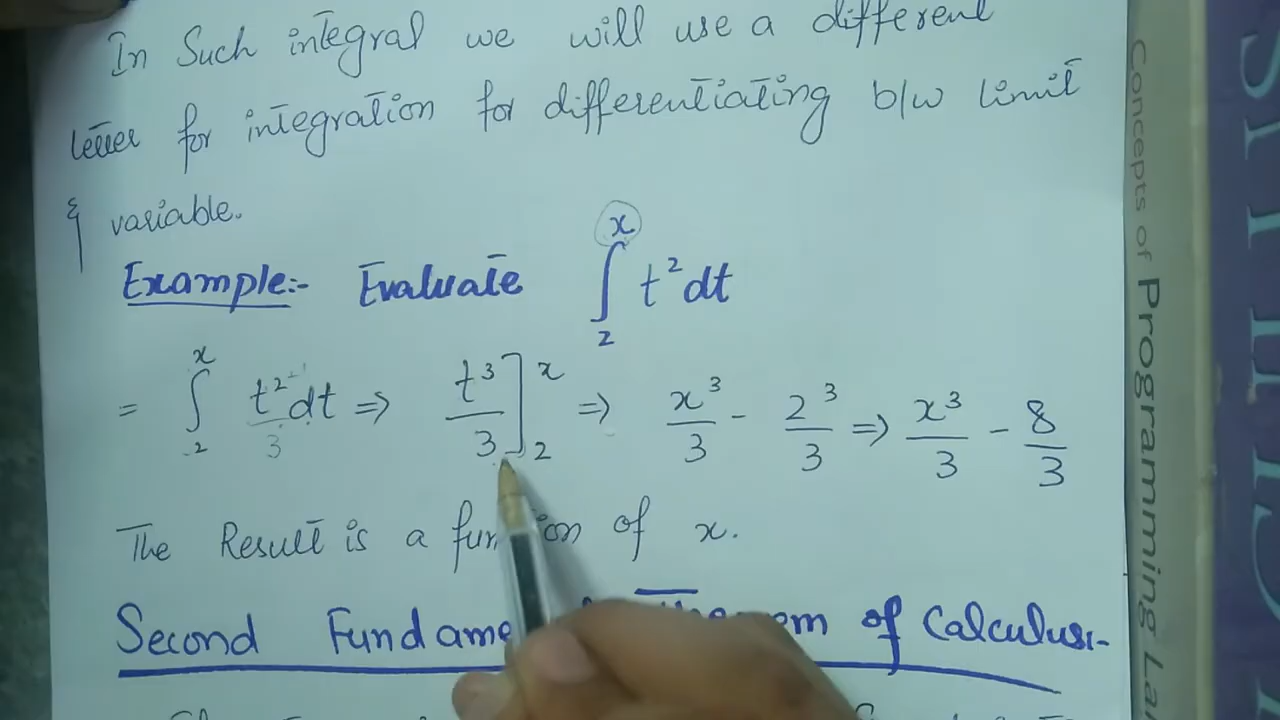 In Such integral we will use a different
letter for integration for differentiating b/w limit
& variable.
Example:- Evaluate ∫₂ˣ t² dt
= ∫₂ˣ t² dt / 3 ⇒ t³/3 ]₂ˣ ⇒ x³/3 - 2³/3 ⇒ x³/3 - 8/3
The Result is a of x.
Second of Calculus:-
Concepts of Programming